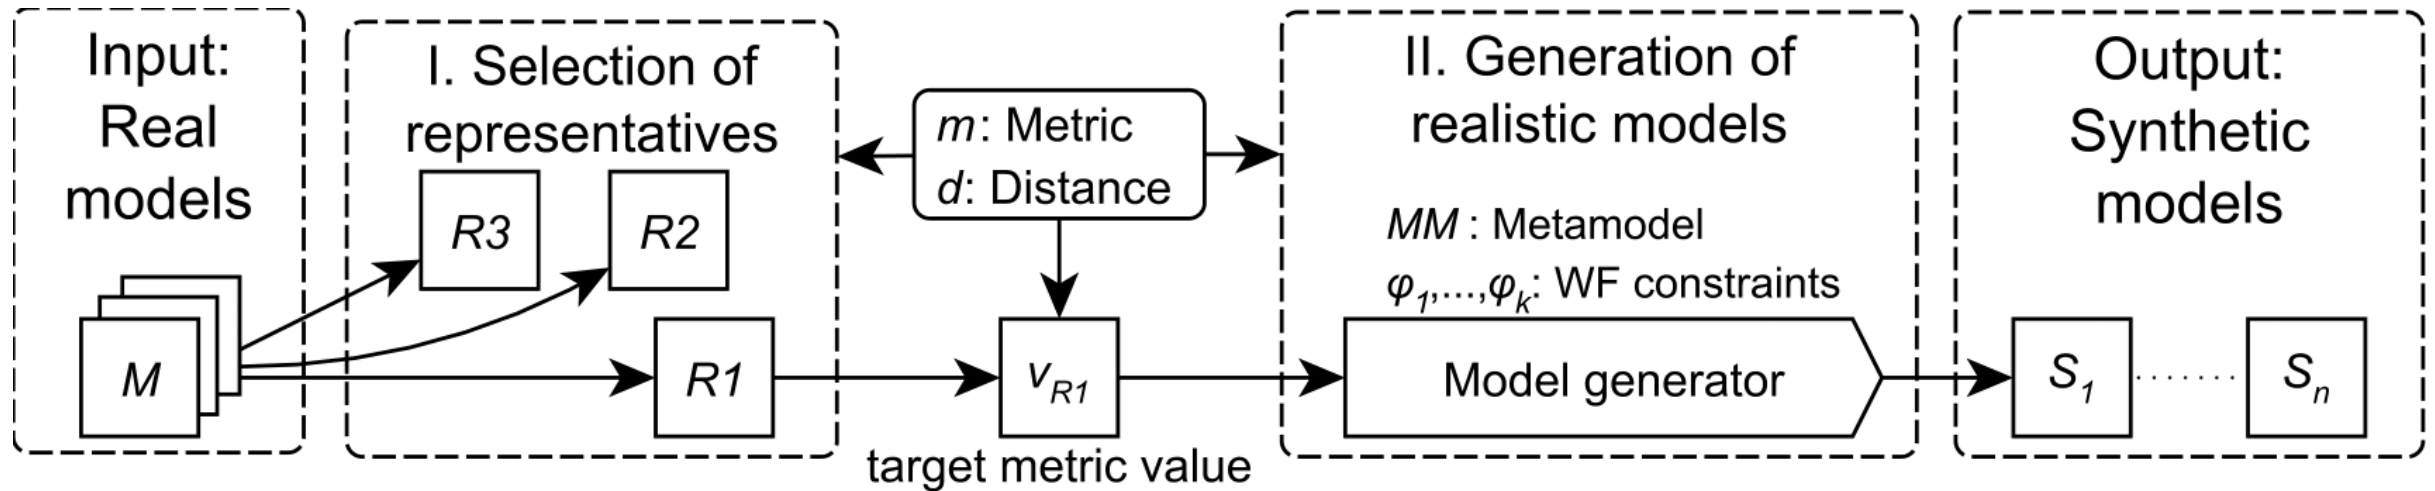 Input:
Real
models
M
I. Selection of
representatives
R3
R2
R1
m: Metric
d: Distance
vR1
target metric value
II. Generation of
realistic models
MM : Metamodel
φ1,...,φk: WF constraints
Model generator
Output:
Synthetic
models
S1
Sn